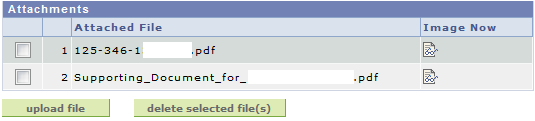 Attachments
Attached File Image Now
1 125-346-1 .pdf
2 Supporting_Document_for_ .pdf
upload file delete selected file(s)